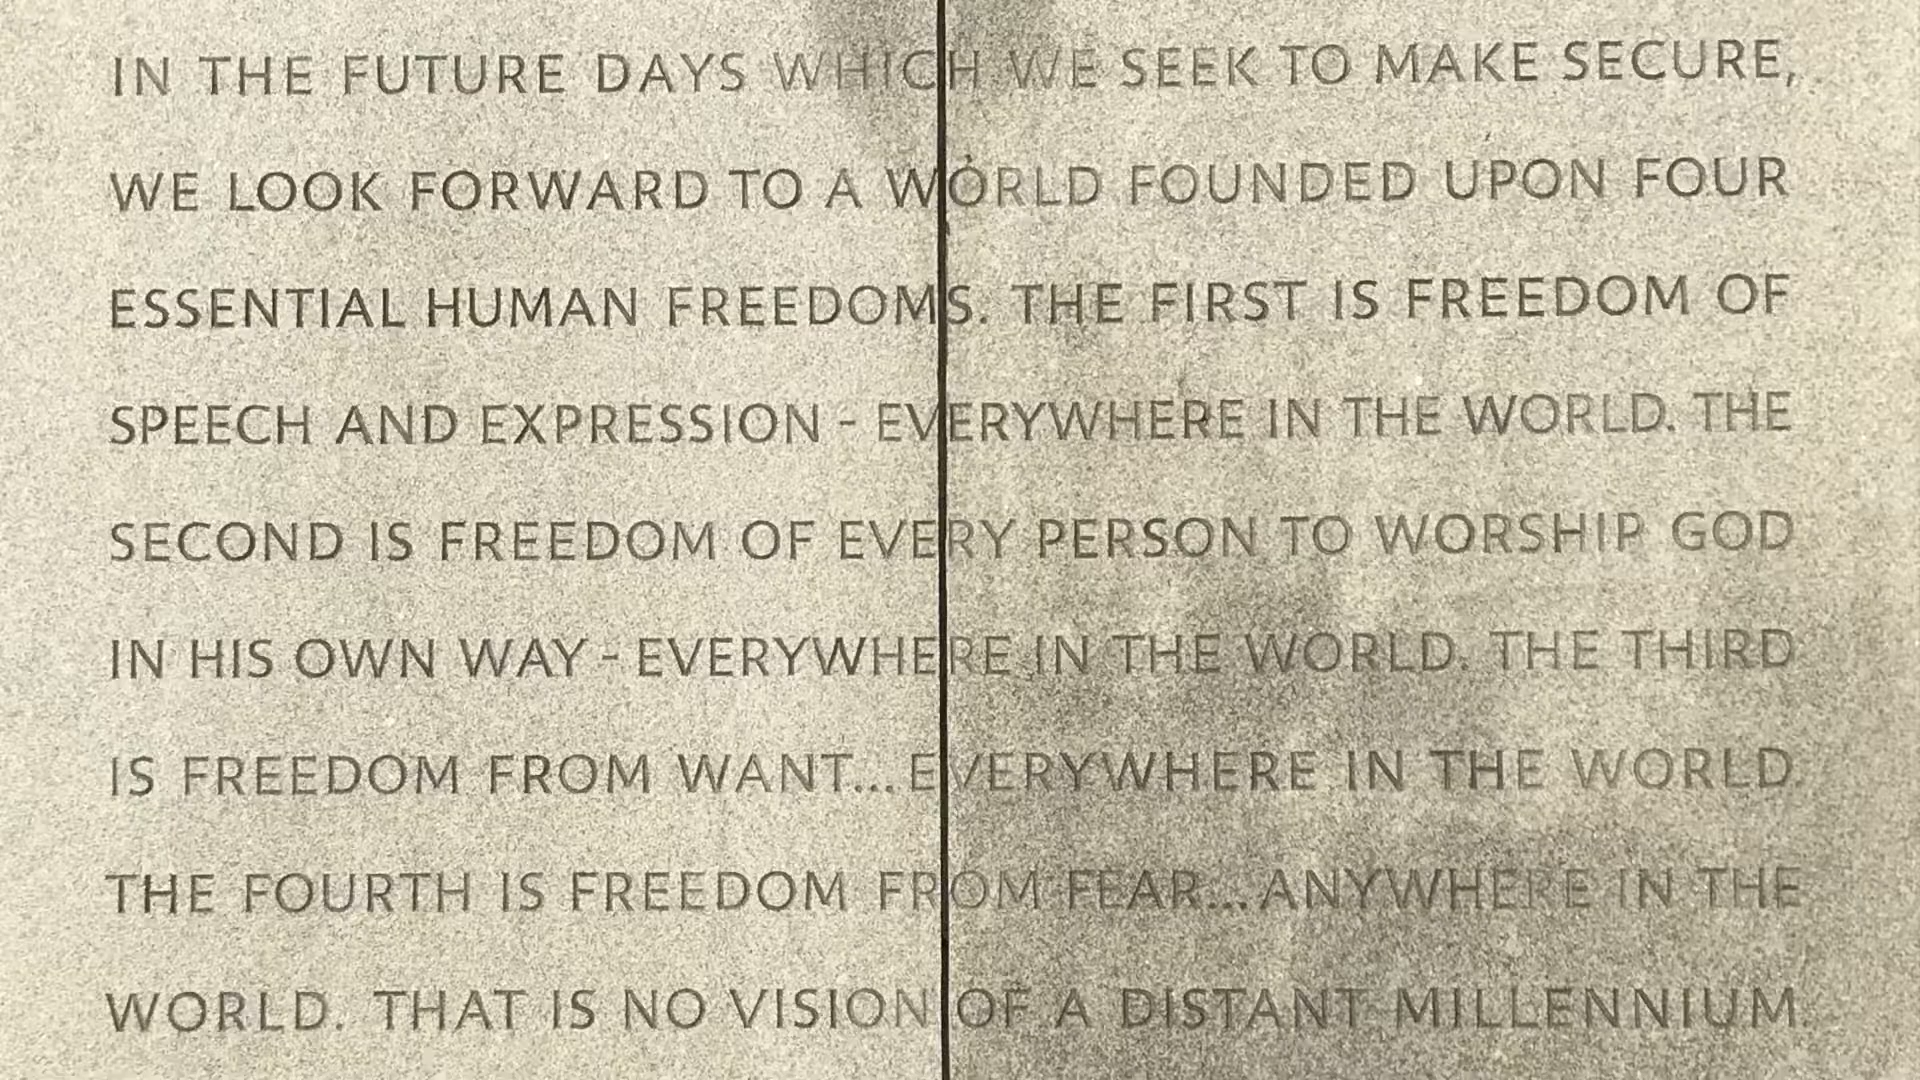 IN THE FUTURE DAYS WHICH WE SEEK TO MAKE SECURE,
WE LOOK FORWARD TO A WORLD FOUNDED UPON FOUR
ESSENTIAL HUMAN FREEDOMS. THE FIRST IS FREEDOM OF
SPEECH AND EXPRESSION - EVERYWHERE IN THE WORLD. THE
SECOND IS FREEDOM OF EVERY PERSON TO WORSHIP GOD
IN HIS OWN WAY - EVERYWHERE IN THE WORLD. THE THIRD
IS FREEDOM FROM WANT... EVERYWHERE IN THE WORLD.
THE FOURTH IS FREEDOM FROM FEAR... ANYWHERE IN THE
WORLD. THAT IS NO VISION OF A DISTANT MILLENNIUM.